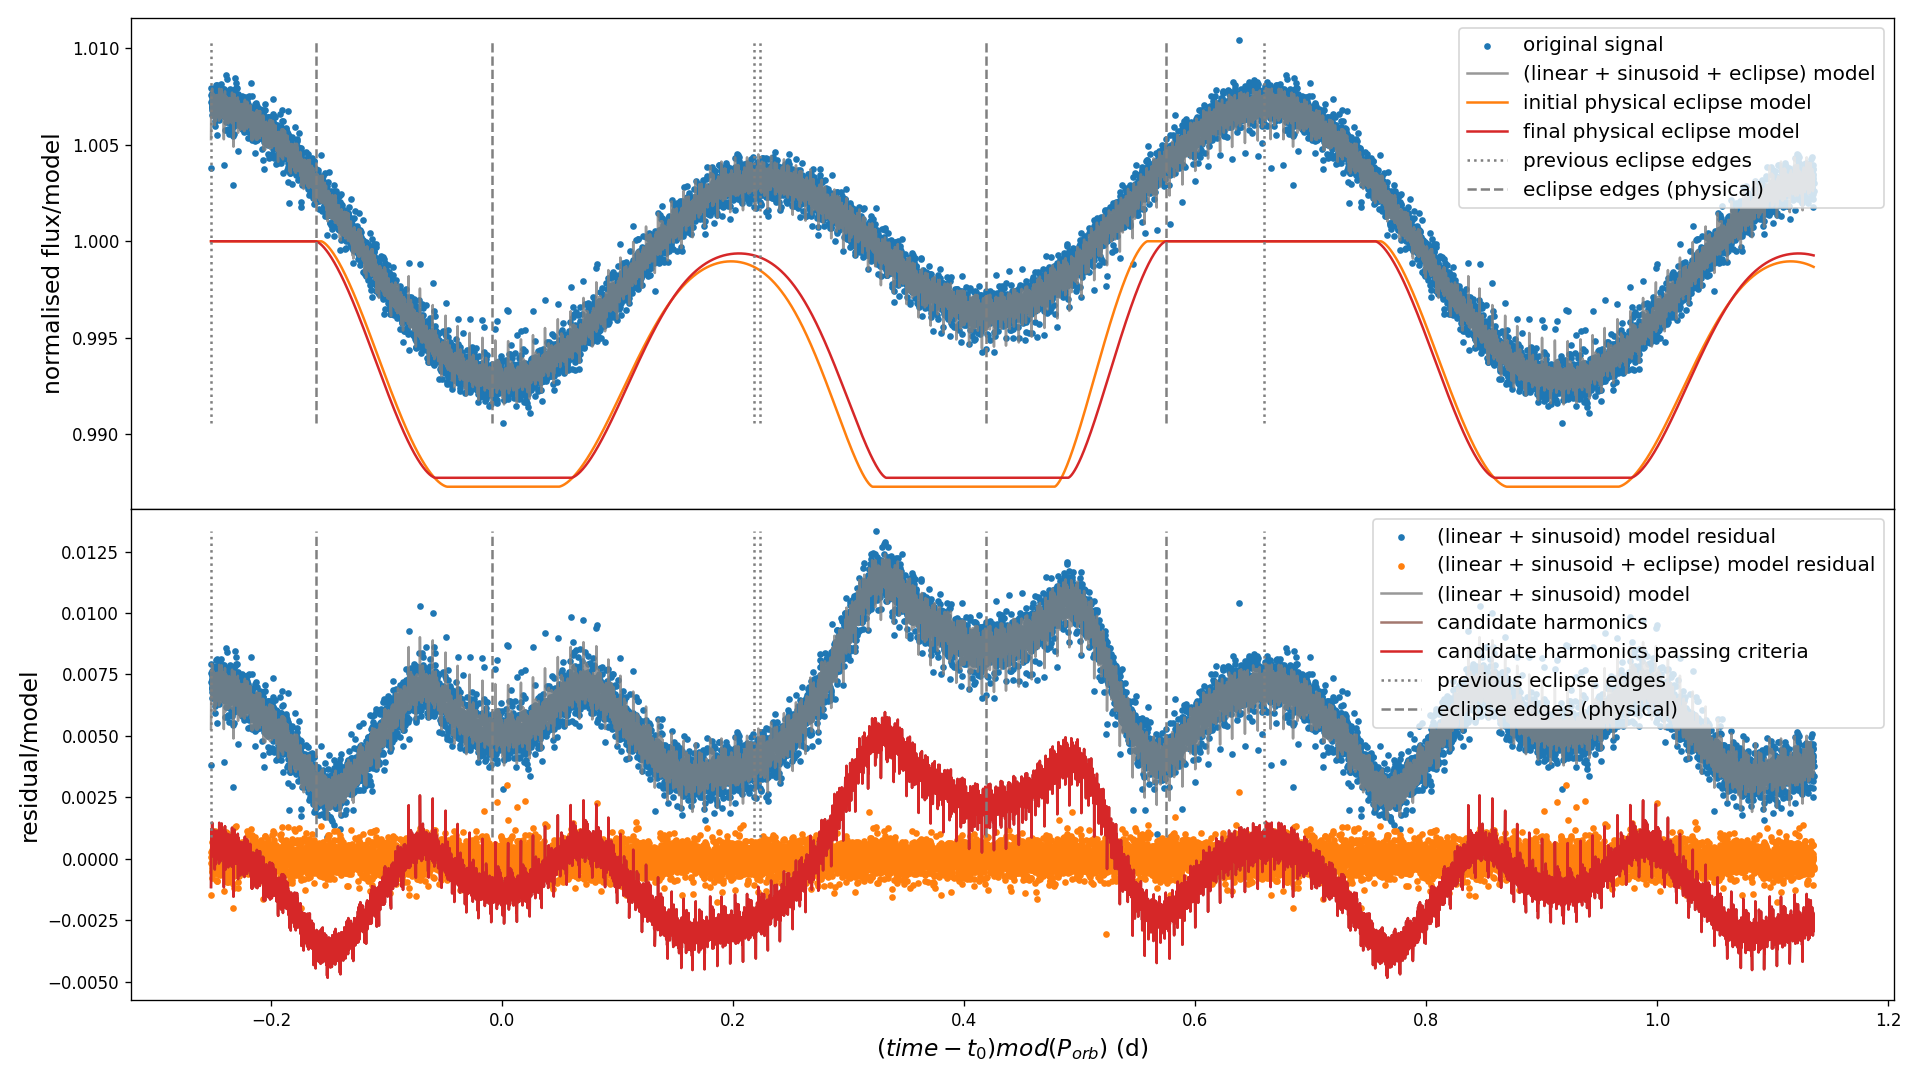 1.010
1.005
1.000
0.995
0.990
normalised flux/model
original signal
(linear + sinusoid + eclipse) model
initial physical eclipse model
final physical eclipse model
previous eclipse edges
eclipse edges (physical)
0.0125
0.0100
0.0075
0.0050
0.0025
0.0000
−0.0025
−0.0050
residual/model
(linear + sinusoid) model residual
(linear + sinusoid + eclipse) model residual
(linear + sinusoid) model
candidate harmonics
candidate harmonics passing criteria
previous eclipse edges
eclipse edges (physical)
−0.2 0.0 0.2 0.4 0.6 0.8 1.0 1.2
(time − t₀)mod(P_orb) (d)